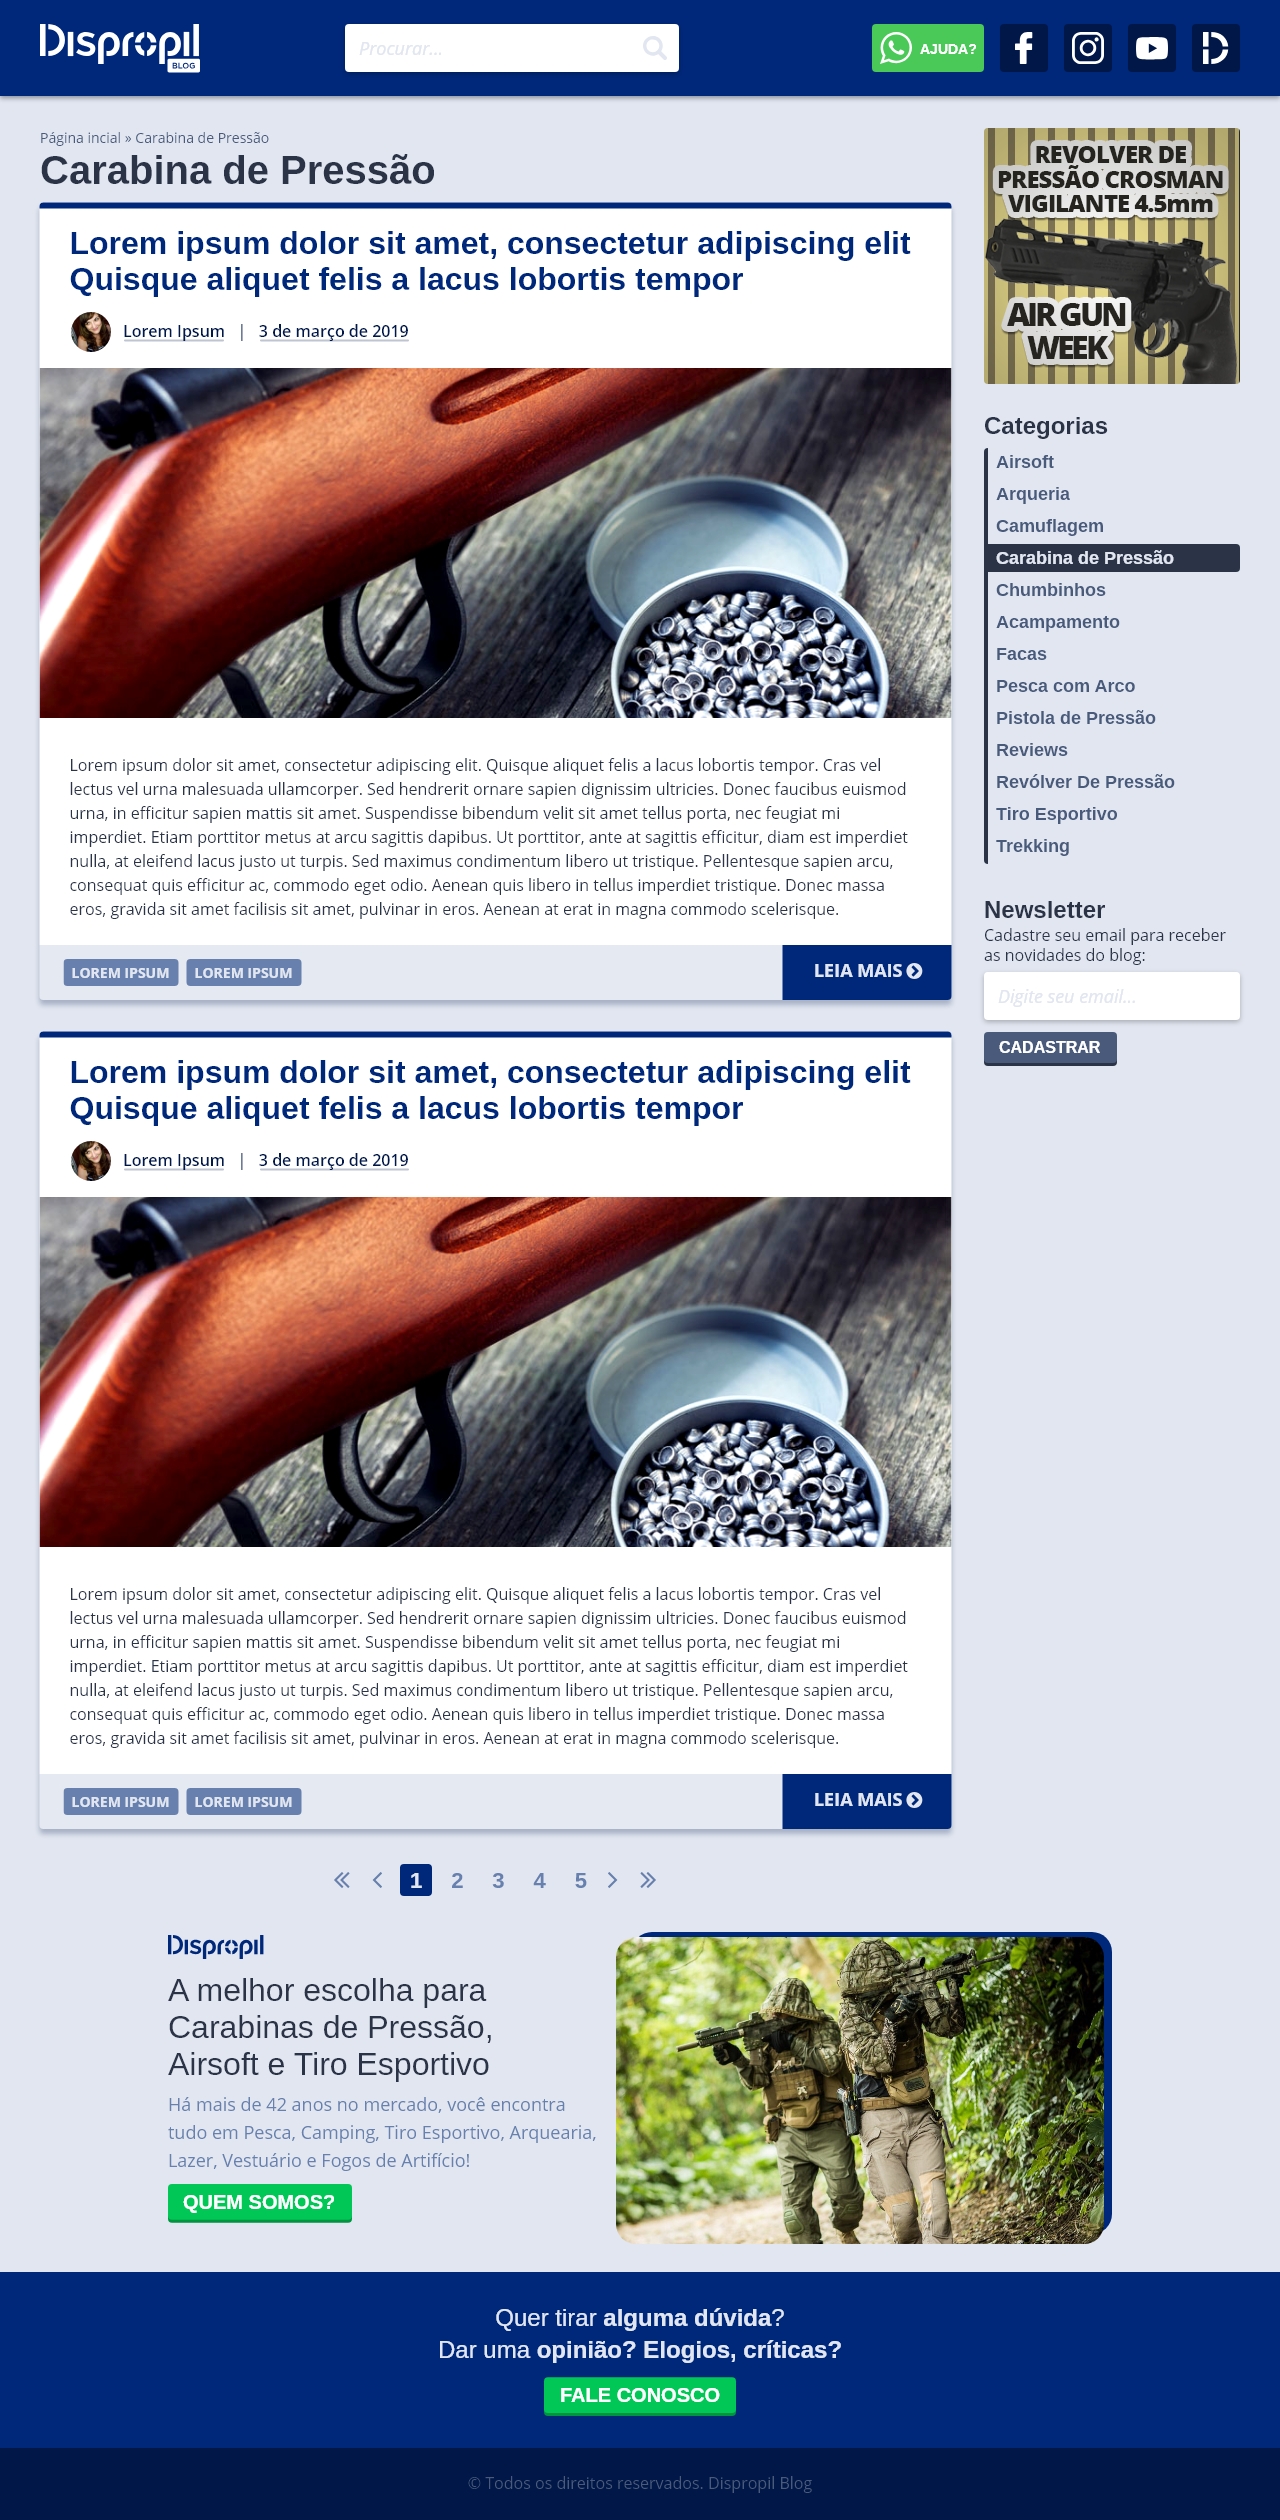 Dispropil
BLOG
Procurar...
AJUDA?
Página incial » Carabina de Pressão
Carabina de Pressão
Lorem ipsum dolor sit amet, consectetur adipiscing elit
Quisque aliquet felis a lacus lobortis tempor
Lorem Ipsum | 3 de março de 2019
Lorem ipsum dolor sit amet, consectetur adipiscing elit. Quisque aliquet felis a lacus lobortis tempor. Cras vel
lectus vel urna malesuada ullamcorper. Sed hendrerit ornare sapien dignissim ultricies. Donec faucibus euismod
urna, in efficitur sapien mattis sit amet. Suspendisse bibendum velit sit amet tellus porta, nec feugiat mi
imperdiet. Etiam porttitor metus at arcu sagittis dapibus. Ut porttitor, ante at sagittis efficitur, diam est imperdiet
nulla, at eleifend lacus justo ut turpis. Sed maximus condimentum libero ut tristique. Pellentesque sapien arcu,
consequat quis efficitur ac, commodo eget odio. Aenean quis libero in tellus imperdiet tristique. Donec massa
eros, gravida sit amet facilisis sit amet, pulvinar in eros. Aenean at erat in magna commodo scelerisque.
LOREM IPSUM LOREM IPSUM LEIA MAIS
Lorem ipsum dolor sit amet, consectetur adipiscing elit
Quisque aliquet felis a lacus lobortis tempor
Lorem Ipsum | 3 de março de 2019
Lorem ipsum dolor sit amet, consectetur adipiscing elit. Quisque aliquet felis a lacus lobortis tempor. Cras vel
lectus vel urna malesuada ullamcorper. Sed hendrerit ornare sapien dignissim ultricies. Donec faucibus euismod
urna, in efficitur sapien mattis sit amet. Suspendisse bibendum velit sit amet tellus porta, nec feugiat mi
imperdiet. Etiam porttitor metus at arcu sagittis dapibus. Ut porttitor, ante at sagittis efficitur, diam est imperdiet
nulla, at eleifend lacus justo ut turpis. Sed maximus condimentum libero ut tristique. Pellentesque sapien arcu,
consequat quis efficitur ac, commodo eget odio. Aenean quis libero in tellus imperdiet tristique. Donec massa
eros, gravida sit amet facilisis sit amet, pulvinar in eros. Aenean at erat in magna commodo scelerisque.
LOREM IPSUM LOREM IPSUM LEIA MAIS
1 2 3 4 5
REVOLVER DE
PRESSÃO CROSMAN
VIGILANTE 4.5mm
AIR GUN
WEEK
Categorias
Airsoft
Arqueria
Camuflagem
Carabina de Pressão
Chumbinhos
Acampamento
Facas
Pesca com Arco
Pistola de Pressão
Reviews
Revólver De Pressão
Tiro Esportivo
Trekking
Newsletter
Cadastre seu email para receber
as novidades do blog:
Digite seu email...
CADASTRAR
Dispropil
A melhor escolha para
Carabinas de Pressão,
Airsoft e Tiro Esportivo
Há mais de 42 anos no mercado, você encontra
tudo em Pesca, Camping, Tiro Esportivo, Arquearia,
Lazer, Vestuário e Fogos de Artifício!
QUEM SOMOS?
Quer tirar alguma dúvida?
Dar uma opinião? Elogios, críticas?
FALE CONOSCO
© Todos os direitos reservados. Dispropil Blog